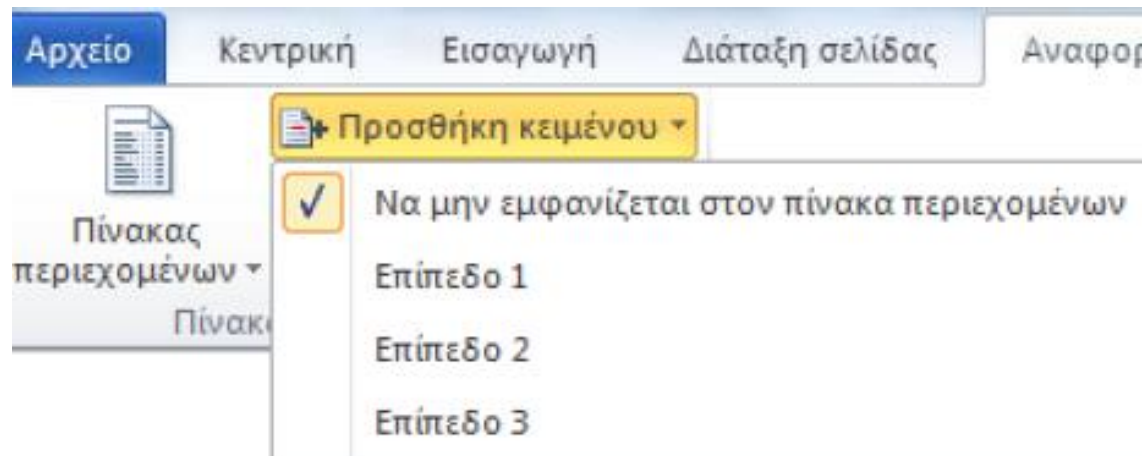 Αρχείο Κεντρική Εισαγωγή Διάταξη σελίδας
Προσθήκη κειμένου
Πίνακας
περιεχομένων
Να μην εμφανίζεται στον πίνακα περιεχομένων
Επίπεδο 1
Επίπεδο 2
Επίπεδο 3